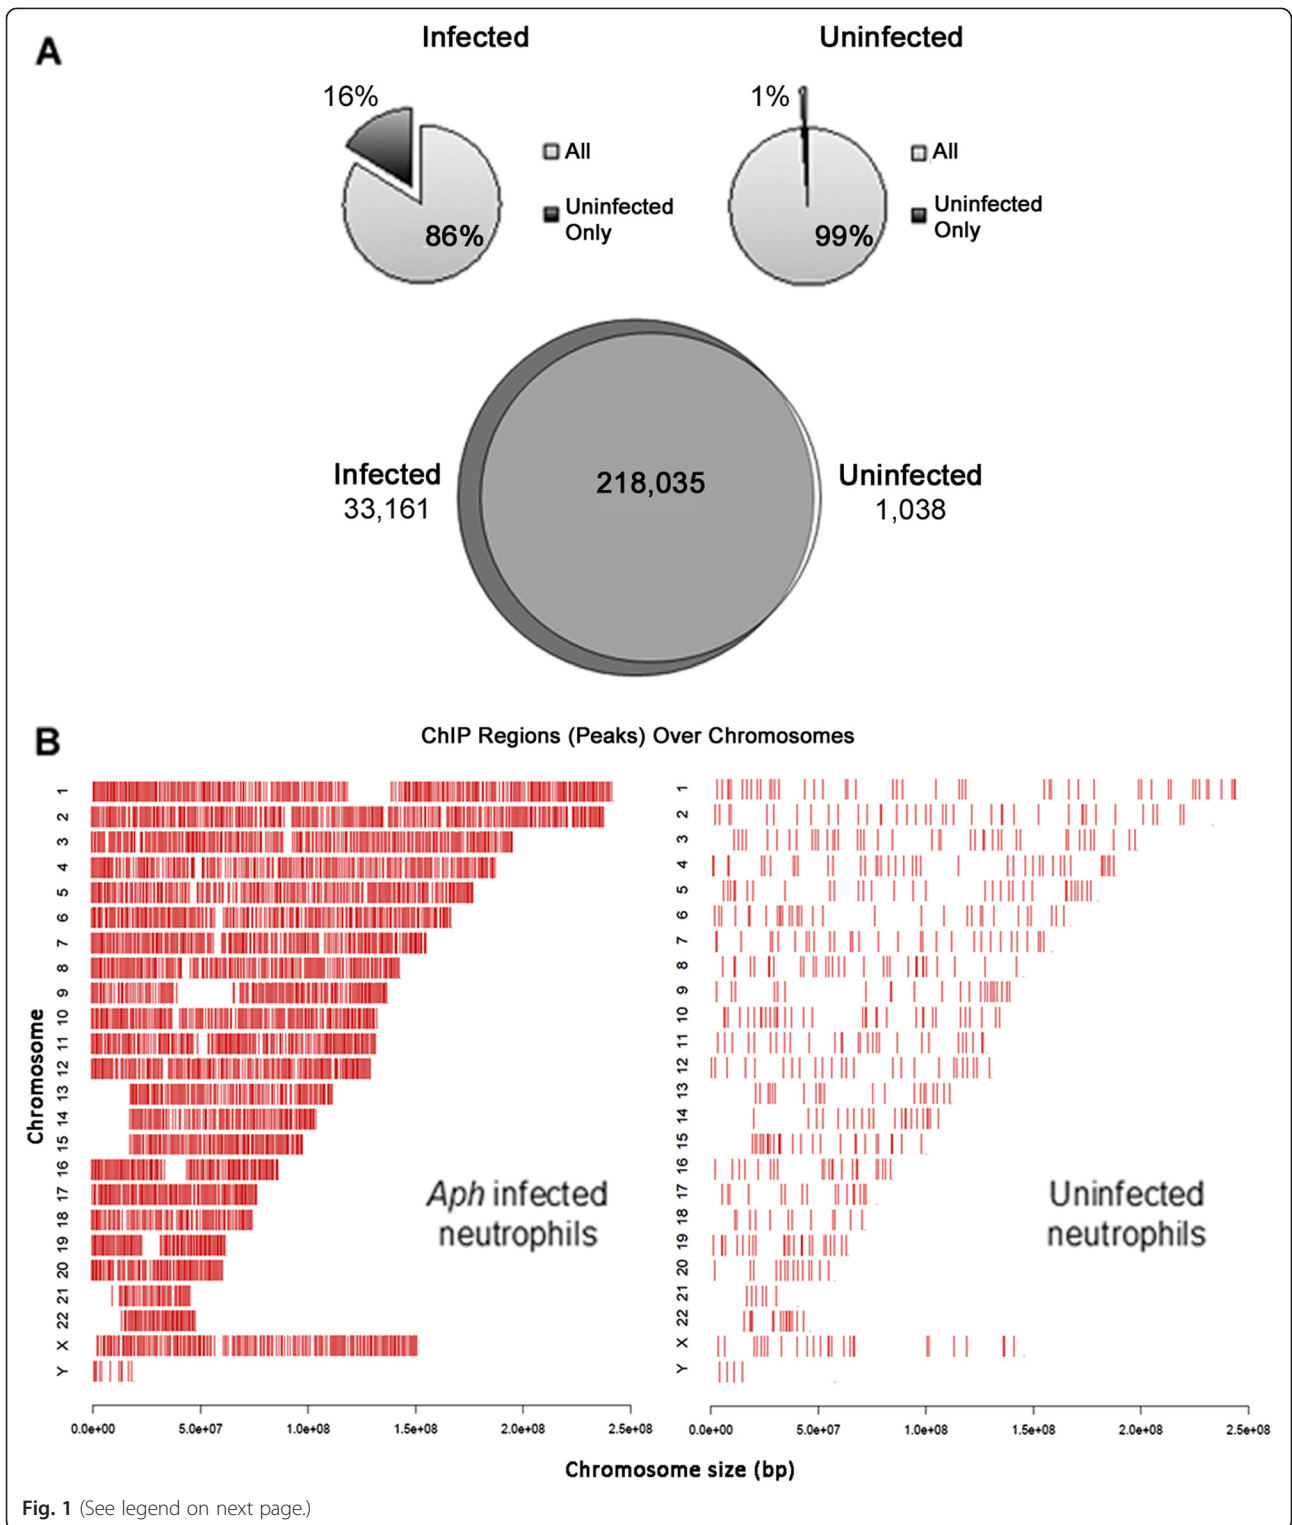 A
Infected
Uninfected
16%
86%
All
Uninfected
Only
1%
99%
All
Uninfected
Only
Infected
33,161
218,035
Uninfected
1,038
B
ChIP Regions (Peaks) Over Chromosomes
Chromosome
1
2
3
4
5
6
7
8
9
10
11
12
13
14
15
16
17
18
19
20
21
22
X
Y
Aph infected
neutrophils
0.0e+00 5.0e+07 1.0e+08 1.5e+08 2.0e+08 2.5e+08
1
2
3
4
5
6
7
8
9
10
11
12
13
14
15
16
17
18
19
20
21
22
X
Y
Uninfected
neutrophils
0.0e+00 5.0e+07 1.0e+08 1.5e+08 2.0e+08 2.5e+08
Chromosome size (bp)
Fig. 1 (See legend on next page.)